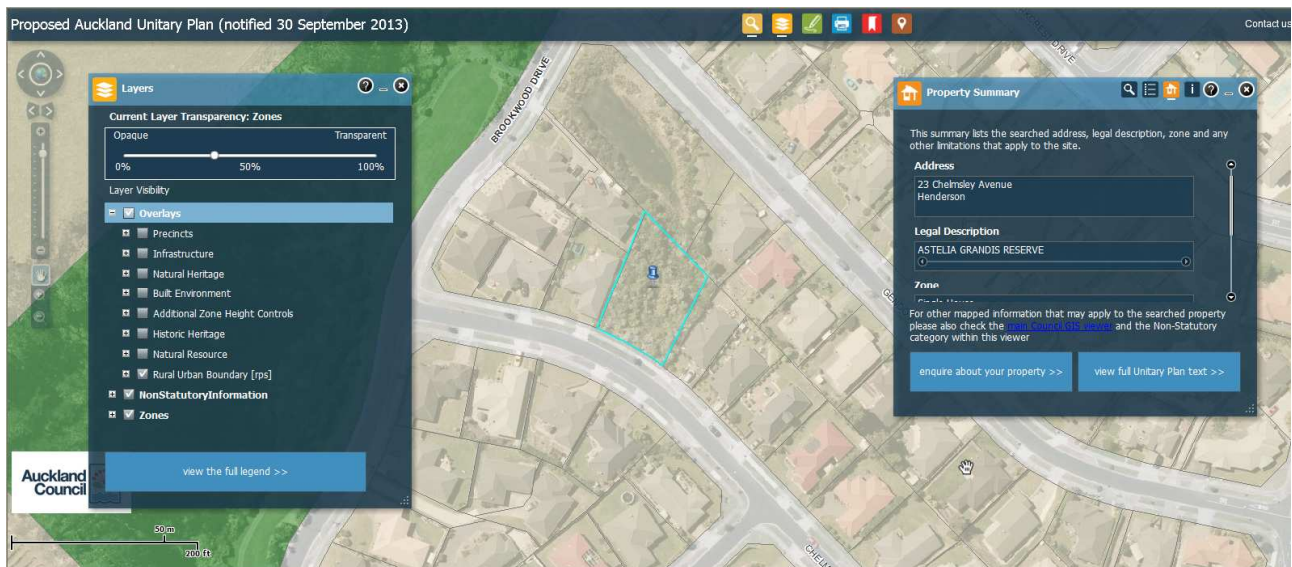 Proposed Auckland Unitary Plan (notified 30 September 2013)
Contact us
Layers
Current Layer Transparency: Zones
Opaque
Transparent
0%
50%
100%
Layer Visibility
Overlays
Precincts
Infrastructure
Natural Heritage
Built Environment
Additional Zone Height Controls
Historic Heritage
Natural Resource
Rural Urban Boundary [rps]
NonStatutoryInformation
Zones
view the full legend >>
Auckland
Council
50 m
200 ft
BROOKWOOD DRIVE
DRIVE
CHELMS
Property Summary
This summary lists the searched address, legal description, zone and any
other limitations that apply to the site.
Address
23 Chelmsley Avenue
Henderson
Legal Description
ASTELIA GRANDIS RESERVE
Zone
Single House
For other mapped information that may apply to the searched property
please also check the main Council GIS viewer and the Non-Statutory
category within this viewer
enquire about your property >>
view full Unitary Plan text >>